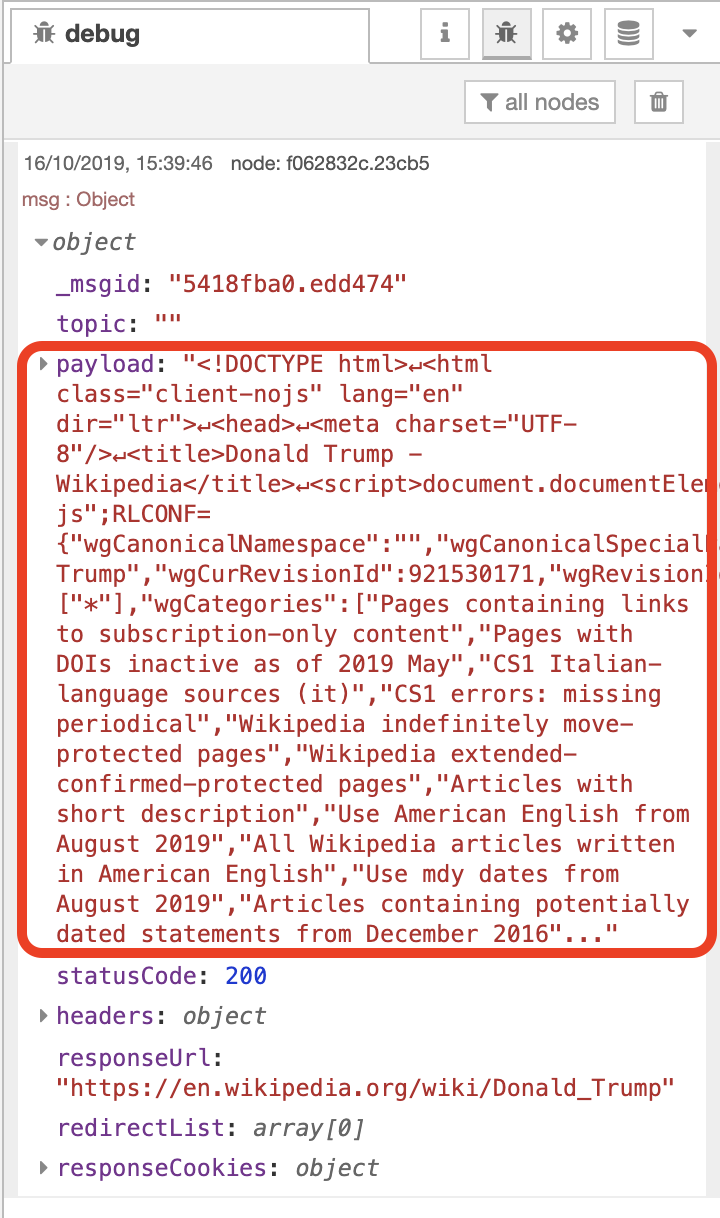 debug
all nodes
16/10/2019, 15:39:46 node: f062832c.23cb5
msg : Object
object
_msgid: "5418fba0.edd474"
topic: ""
payload: "<!DOCTYPE html>↵<html
class="client-nojs" lang="en"
dir="ltr">↵<head>↵<meta charset="UTF-
8"/>↵<title>Donald Trump -
Wikipedia</title>↵<script>document.documentElem
js";RLCONF=
{"wgCanonicalNamespace":"","wgCanonicalSpecial
Trump","wgCurRevisionId":921530171,"wgRevision
["*"],"wgCategories":["Pages containing links
to subscription-only content","Pages with
DOIs inactive as of 2019 May","CS1 Italian-
language sources (it)","CS1 errors: missing
periodical","Wikipedia indefinitely move-
protected pages","Wikipedia extended-
confirmed-protected pages","Articles with
short description","Use American English from
August 2019","All Wikipedia articles written
in American English","Use mdy dates from
August 2019","Articles containing potentially
dated statements from December 2016"..."
statusCode: 200
headers: object
responseUrl:
"https://en.wikipedia.org/wiki/Donald_Trump"
redirectList: array[0]
responseCookies: object